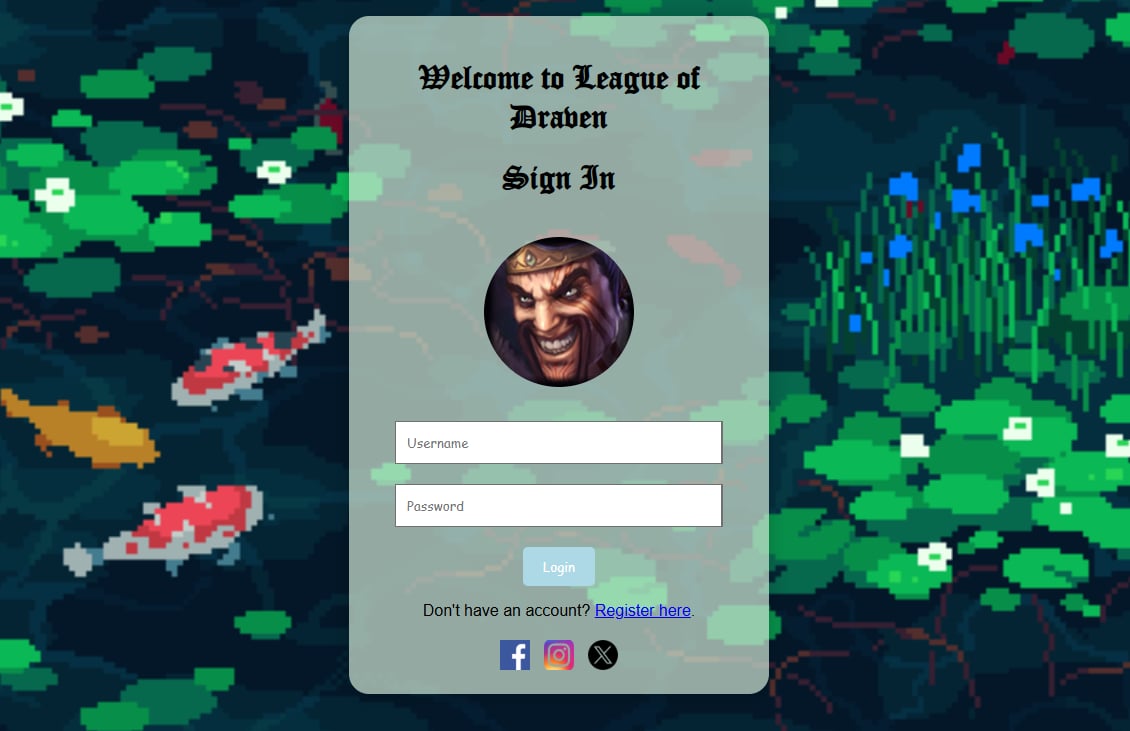 Welcome to League of
Draven
Sign In
Username
Password
Login
Don't have an account? Register here.